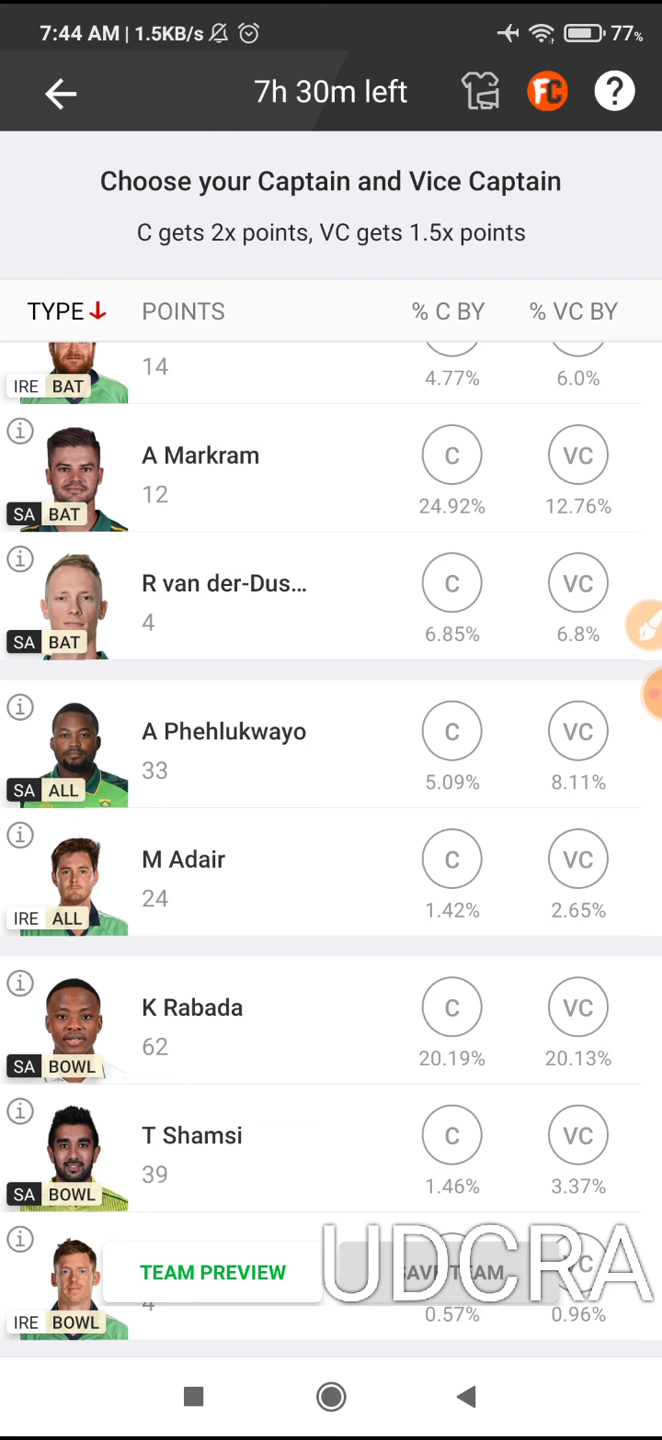 7:44 AM | 1.5KB/s 77%
7h 30m left FC ?
Choose your Captain and Vice Captain
C gets 2x points, VC gets 1.5x points
TYPE POINTS % C BY % VC BY
14
IRE BAT 4.77% 6.0%
A Markram C VC
12
SA BAT 24.92% 12.76%
R van der-Dus... C VC
4
SA BAT 6.85% 6.8%
A Phehlukwayo C VC
33
SA ALL 5.09% 8.11%
M Adair C VC
24
IRE ALL 1.42% 2.65%
K Rabada C VC
62
SA BOWL 20.19% 20.13%
T Shamsi C VC
39
SA BOWL 1.46% 3.37%
TEAM PREVIEW SAVE TEAM VC
UDCRA
4
IRE BOWL 0.57% 0.96%